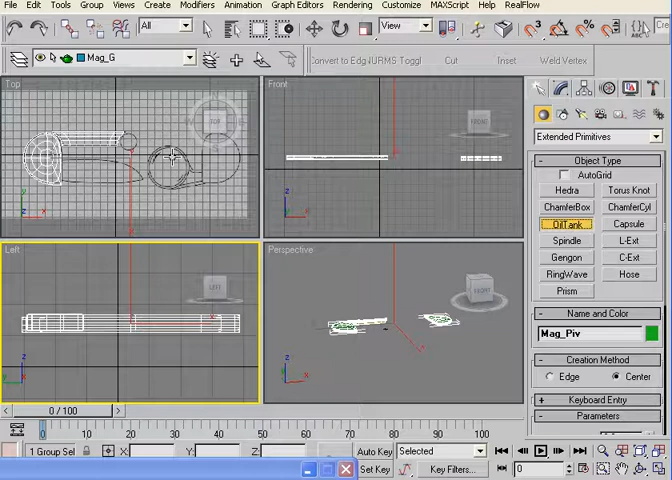 File Edit Tools Group Views Create Modifiers Animation Graph Editors Rendering Customize MAXScript
Help RealFlow
All View
Mag_G
Convert to Edg NURMS Toggl Cut Inset Weld Vertex
Top
TOP
Front
FRONT
Left
LEFT
Perspective
FRONT
Extended Primitives
Object Type
AutoGrid
Hedra Torus Knot
ChamferBox ChamferCyl
OilTank Capsule
Spindle L-Ext
Gengon C-Ext
RingWave Hose
Prism
Name and Color
Mag_Piv
Creation Method
Edge Center
Keyboard Entry
Parameters
0 / 100
0 10 20 30 40 50 60 70 80 90 100
1 Group Sel X: Y: Z: Auto Key Selected
Set Key Key Filters... 0